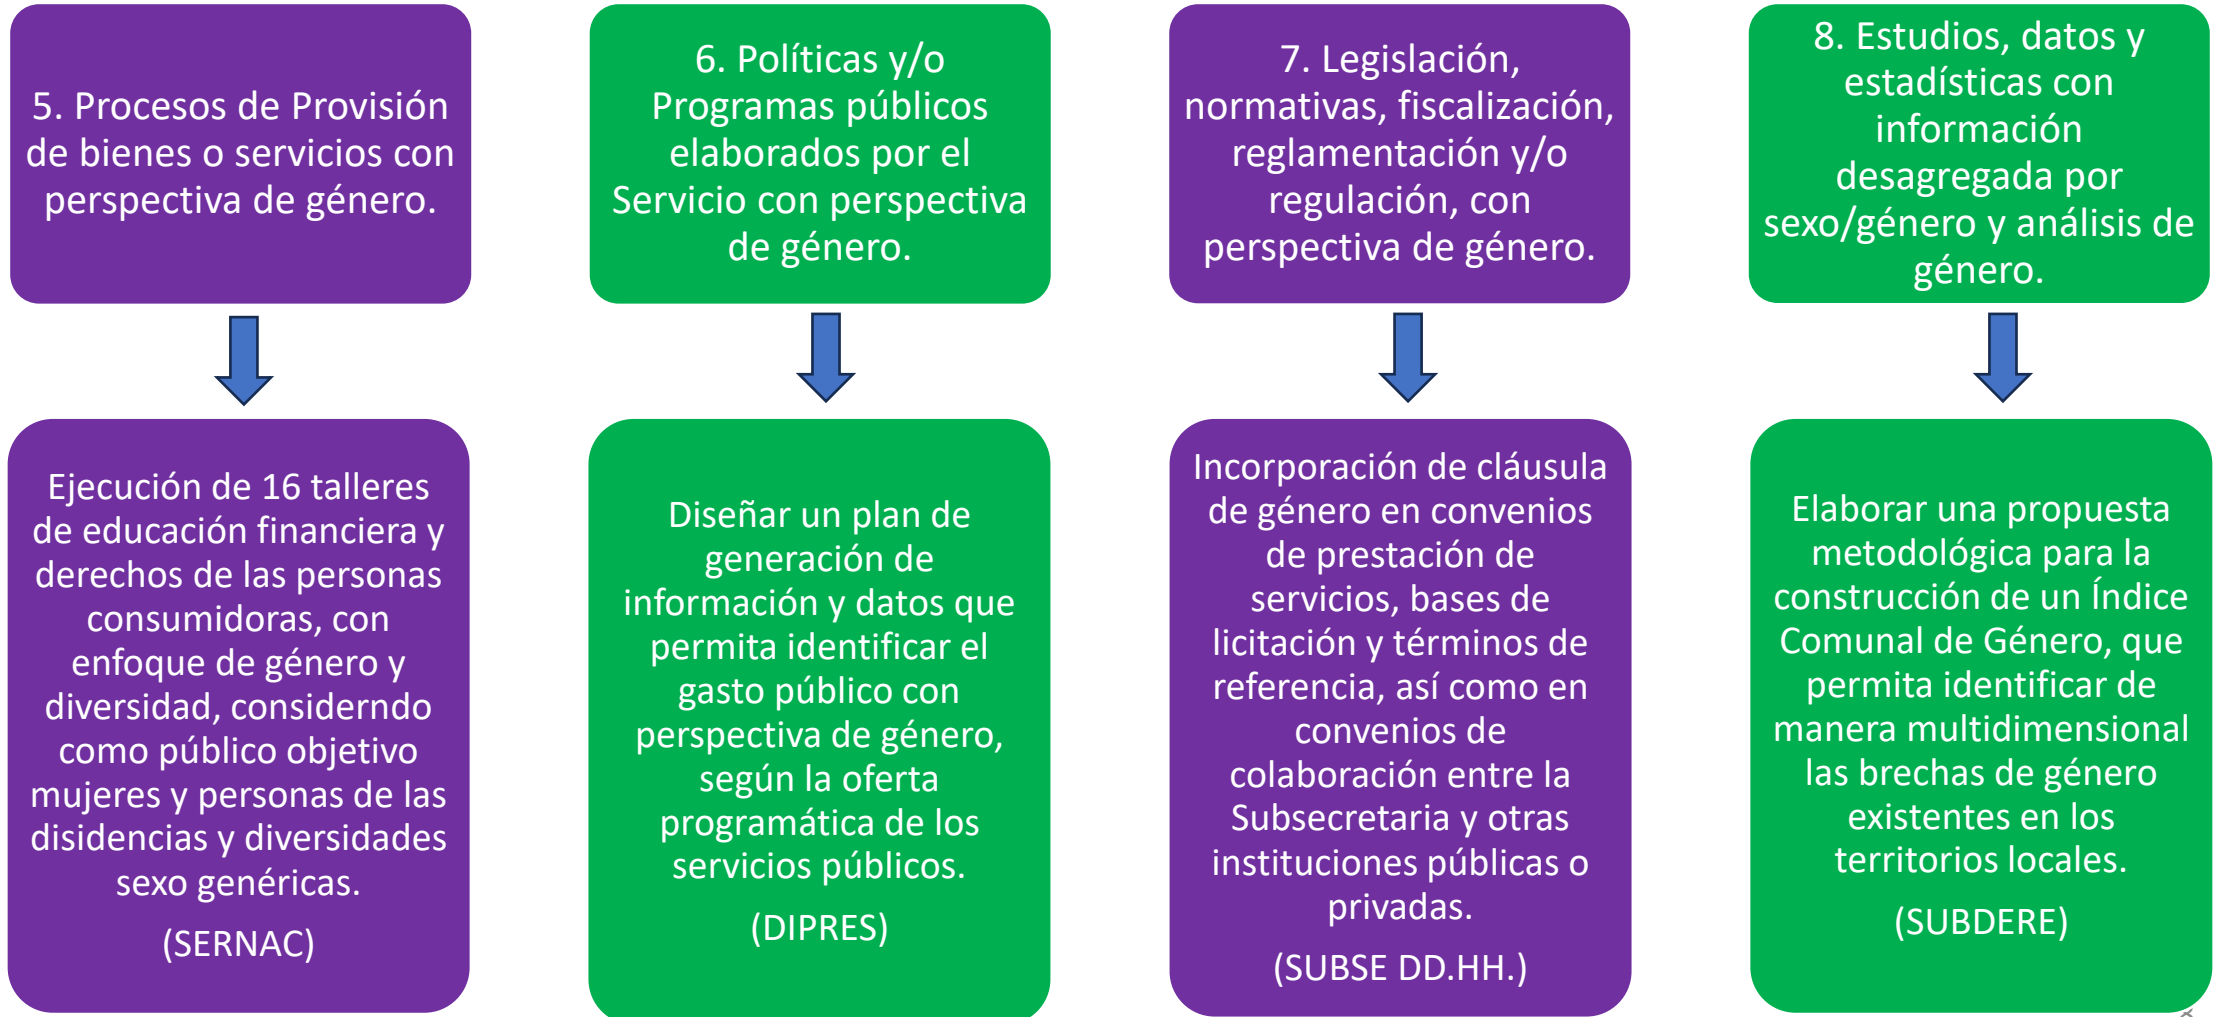 5. Procesos de Provisión
de bienes o servicios con
perspectiva de género.
6. Políticas y/o
Programas públicos
elaborados por el
Servicio con perspectiva
de género.
7. Legislación,
normativas, fiscalización,
reglamentación y/o
regulación, con
perspectiva de género.
8. Estudios, datos y
estadísticas con
información
desagregada por
sexo/género y análisis de
género.
Ejecución de 16 talleres
de educación financiera y
derechos de las personas
consumidoras, con
enfoque de género y
diversidad, considerndo
como público objetivo
mujeres y personas de las
disidencias y diversidades
sexo genéricas.
(SERNAC)
Diseñar un plan de
generación de
información y datos que
permita identificar el
gasto público con
perspectiva de género,
según la oferta
programática de los
servicios públicos.
(DIPRES)
Incorporación de cláusula
de género en convenios
de prestación de
servicios, bases de
licitación y términos de
referencia, así como en
convenios de
colaboración entre la
Subsecretaria y otras
instituciones públicas o
privadas.
(SUBSE DD.HH.)
Elaborar una propuesta
metodológica para la
construcción de un Índice
Comunal de Género, que
permita identificar de
manera multidimensional
las brechas de género
existentes en los
territorios locales.
(SUBDERE)